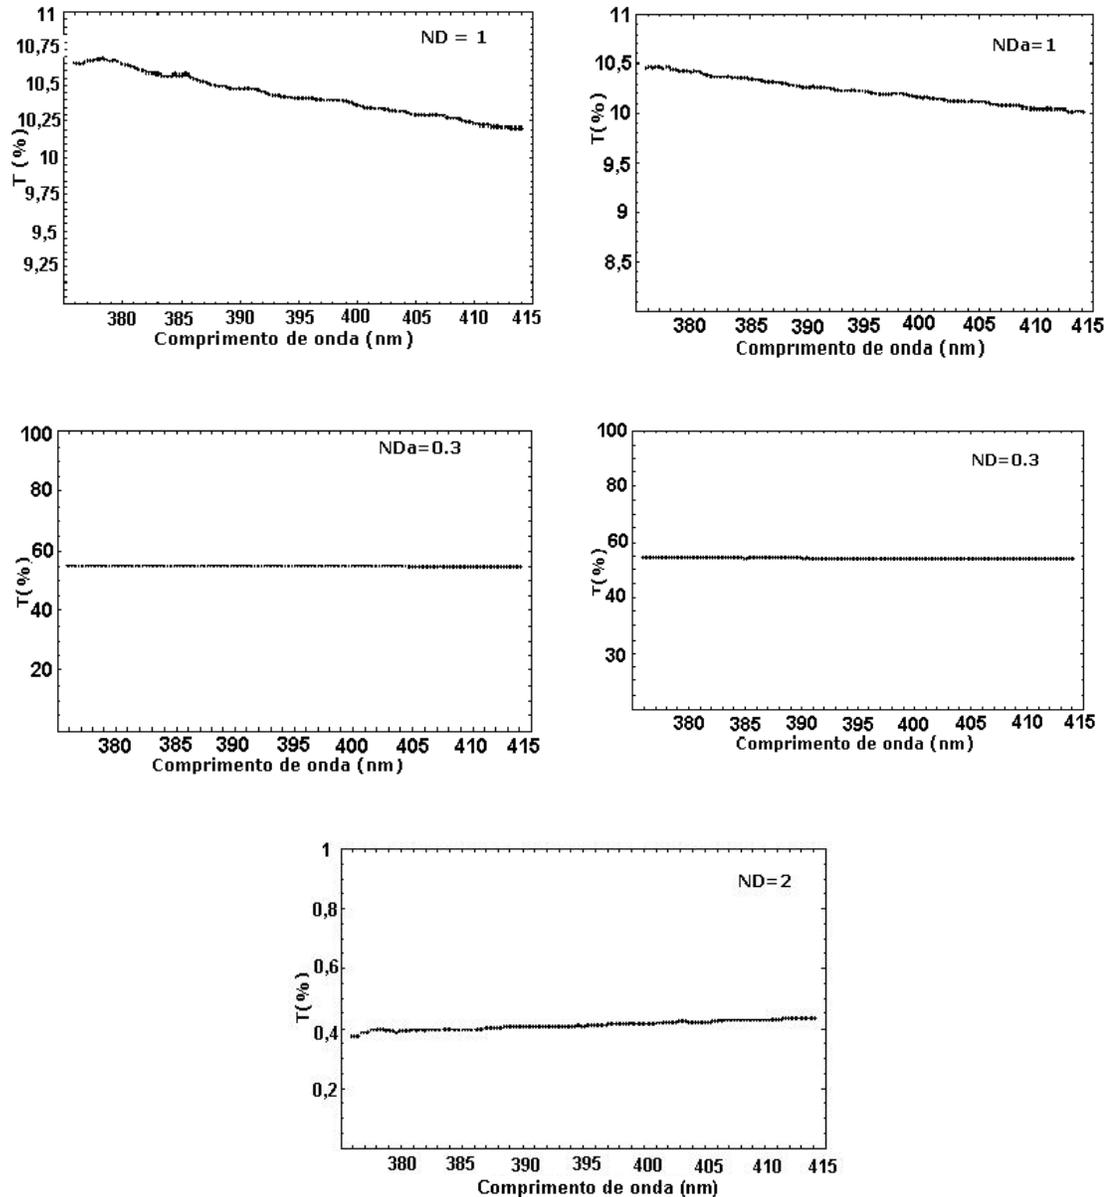 11
10,75
10,5
10,25
10
9,75
9,5
9,25
T (%)
ND = 1
380 385 390 395 400 405 410 415
Comprimento de onda (nm)
11
10,5
10
9,5
9
8,5
T(%)
NDa=1
380 385 390 395 400 405 410 415
Comprimento de onda (nm)
100
80
60
40
20
T(%)
NDa=0.3
380 385 390 395 400 405 410 415
Comprimento de onda (nm)
100
80
60
40
30
T(%)
ND=0.3
380 385 390 395 400 405 410 415
Comprimento de onda (nm)
1
0,8
0,6
0,4
0,2
T(%)
ND=2
380 385 390 395 400 405 410 415
Comprimento de onda (nm)